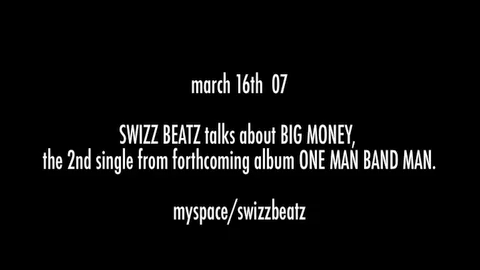 march 16th 07
SWIZZ BEATZ talks about BIG MONEY,
the 2nd single from forthcoming album ONE MAN BAND MAN.
myspace/swizzbeatz